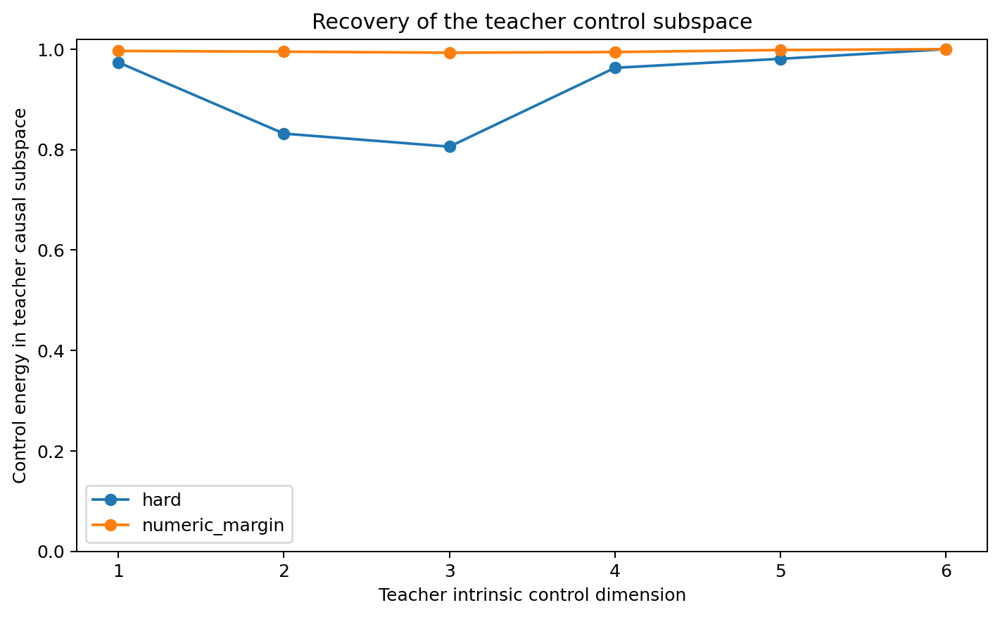 Recovery of the teacher control subspace
Control energy in teacher causal subspace
1.0
0.8
0.6
0.4
0.2
0.0
hard
numeric_margin
1 2 3 4 5 6
Teacher intrinsic control dimension